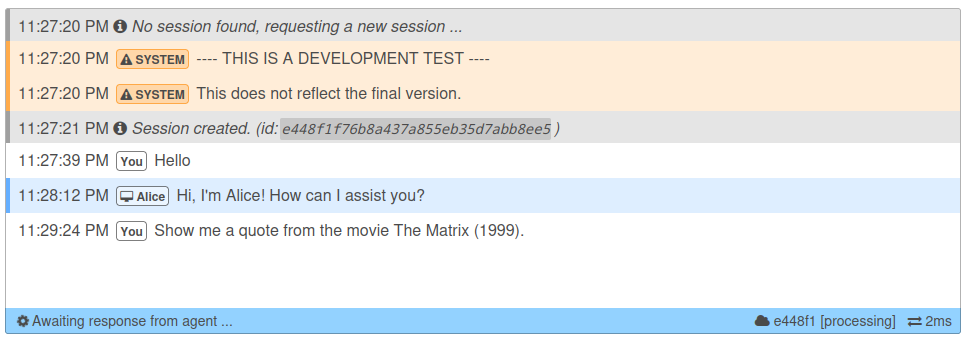 11:27:20 PM No session found, requesting a new session ...
11:27:20 PM SYSTEM ---- THIS IS A DEVELOPMENT TEST ----
11:27:20 PM SYSTEM This does not reflect the final version.
11:27:21 PM Session created. (id: e448f1f76b8a437a855eb35d7abb8ee5 )
11:27:39 PM You Hello
11:28:12 PM Alice Hi, I'm Alice! How can I assist you?
11:29:24 PM You Show me a quote from the movie The Matrix (1999).
Awaiting response from agent ... e448f1 [processing] 2ms